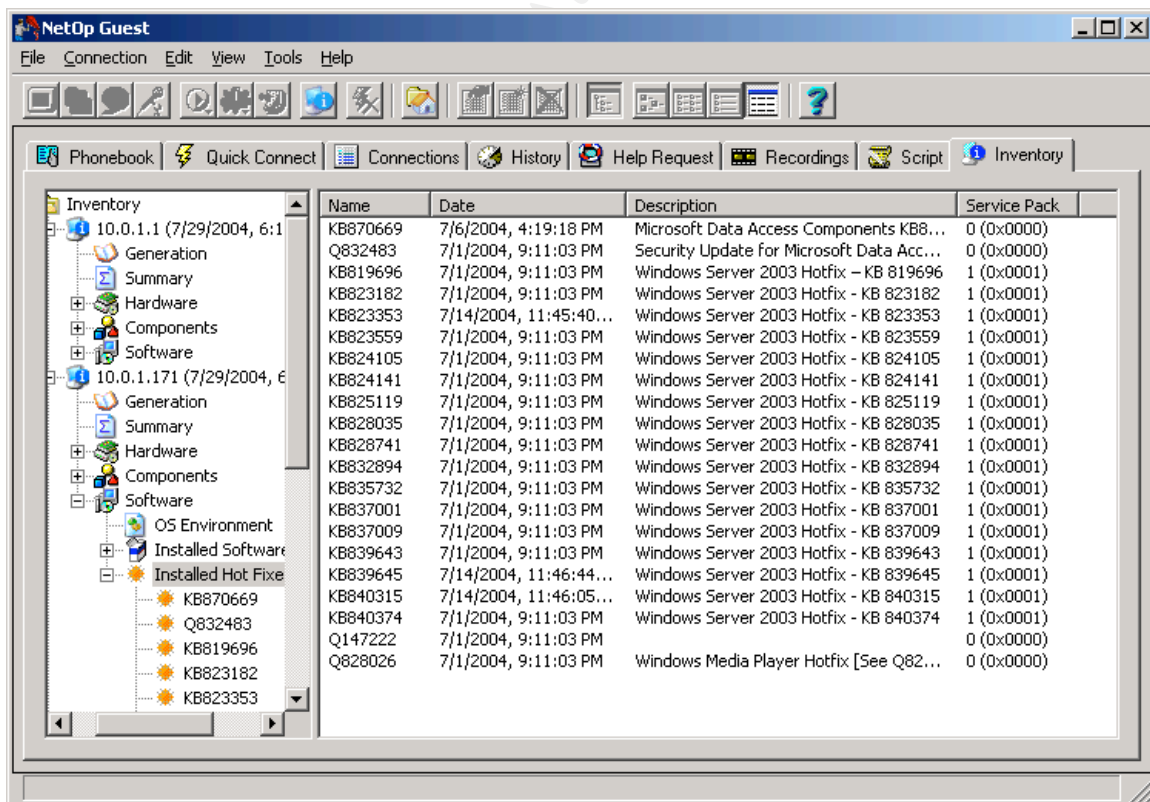 NetOp Guest
File Connection Edit View Tools Help
Phonebook Quick Connect Connections History Help Request Recordings Script Inventory
Inventory
10.0.1.1 (7/29/2004, 6:1
Generation
Summary
Hardware
Components
Software
10.0.1.171 (7/29/2004, 6
Generation
Summary
Hardware
Components
Software
OS Environment
Installed Software
Installed Hot Fixe
KB870669
Q832483
KB819696
KB823182
KB823353
Name Date Description Service Pack
KB870669 7/6/2004, 4:19:18 PM Microsoft Data Access Components KB8... 0 (0x0000)
Q832483 7/1/2004, 9:11:03 PM Security Update for Microsoft Data Acc... 0 (0x0000)
KB819696 7/1/2004, 9:11:03 PM Windows Server 2003 Hotfix – KB 819696 1 (0x0001)
KB823182 7/1/2004, 9:11:03 PM Windows Server 2003 Hotfix - KB 823182 1 (0x0001)
KB823353 7/14/2004, 11:45:40... Windows Server 2003 Hotfix - KB 823353 1 (0x0001)
KB823559 7/1/2004, 9:11:03 PM Windows Server 2003 Hotfix - KB 823559 1 (0x0001)
KB824105 7/1/2004, 9:11:03 PM Windows Server 2003 Hotfix - KB 824105 1 (0x0001)
KB824141 7/1/2004, 9:11:03 PM Windows Server 2003 Hotfix - KB 824141 1 (0x0001)
KB825119 7/1/2004, 9:11:03 PM Windows Server 2003 Hotfix - KB 825119 1 (0x0001)
KB828035 7/1/2004, 9:11:03 PM Windows Server 2003 Hotfix - KB 828035 1 (0x0001)
KB828741 7/1/2004, 9:11:03 PM Windows Server 2003 Hotfix - KB 828741 1 (0x0001)
KB832894 7/1/2004, 9:11:03 PM Windows Server 2003 Hotfix - KB 832894 1 (0x0001)
KB835732 7/1/2004, 9:11:03 PM Windows Server 2003 Hotfix - KB 835732 1 (0x0001)
KB837001 7/1/2004, 9:11:03 PM Windows Server 2003 Hotfix - KB 837001 1 (0x0001)
KB837009 7/1/2004, 9:11:03 PM Windows Server 2003 Hotfix - KB 837009 1 (0x0001)
KB839643 7/1/2004, 9:11:03 PM Windows Server 2003 Hotfix - KB 839643 1 (0x0001)
KB839645 7/14/2004, 11:46:44... Windows Server 2003 Hotfix - KB 839645 1 (0x0001)
KB840315 7/14/2004, 11:46:05... Windows Server 2003 Hotfix - KB 840315 1 (0x0001)
KB840374 7/1/2004, 9:11:03 PM Windows Server 2003 Hotfix - KB 840374 1 (0x0001)
Q147222 7/1/2004, 9:11:03 PM 0 (0x0000)
Q828026 7/1/2004, 9:11:03 PM Windows Media Player Hotfix [See Q82... 0 (0x0000)